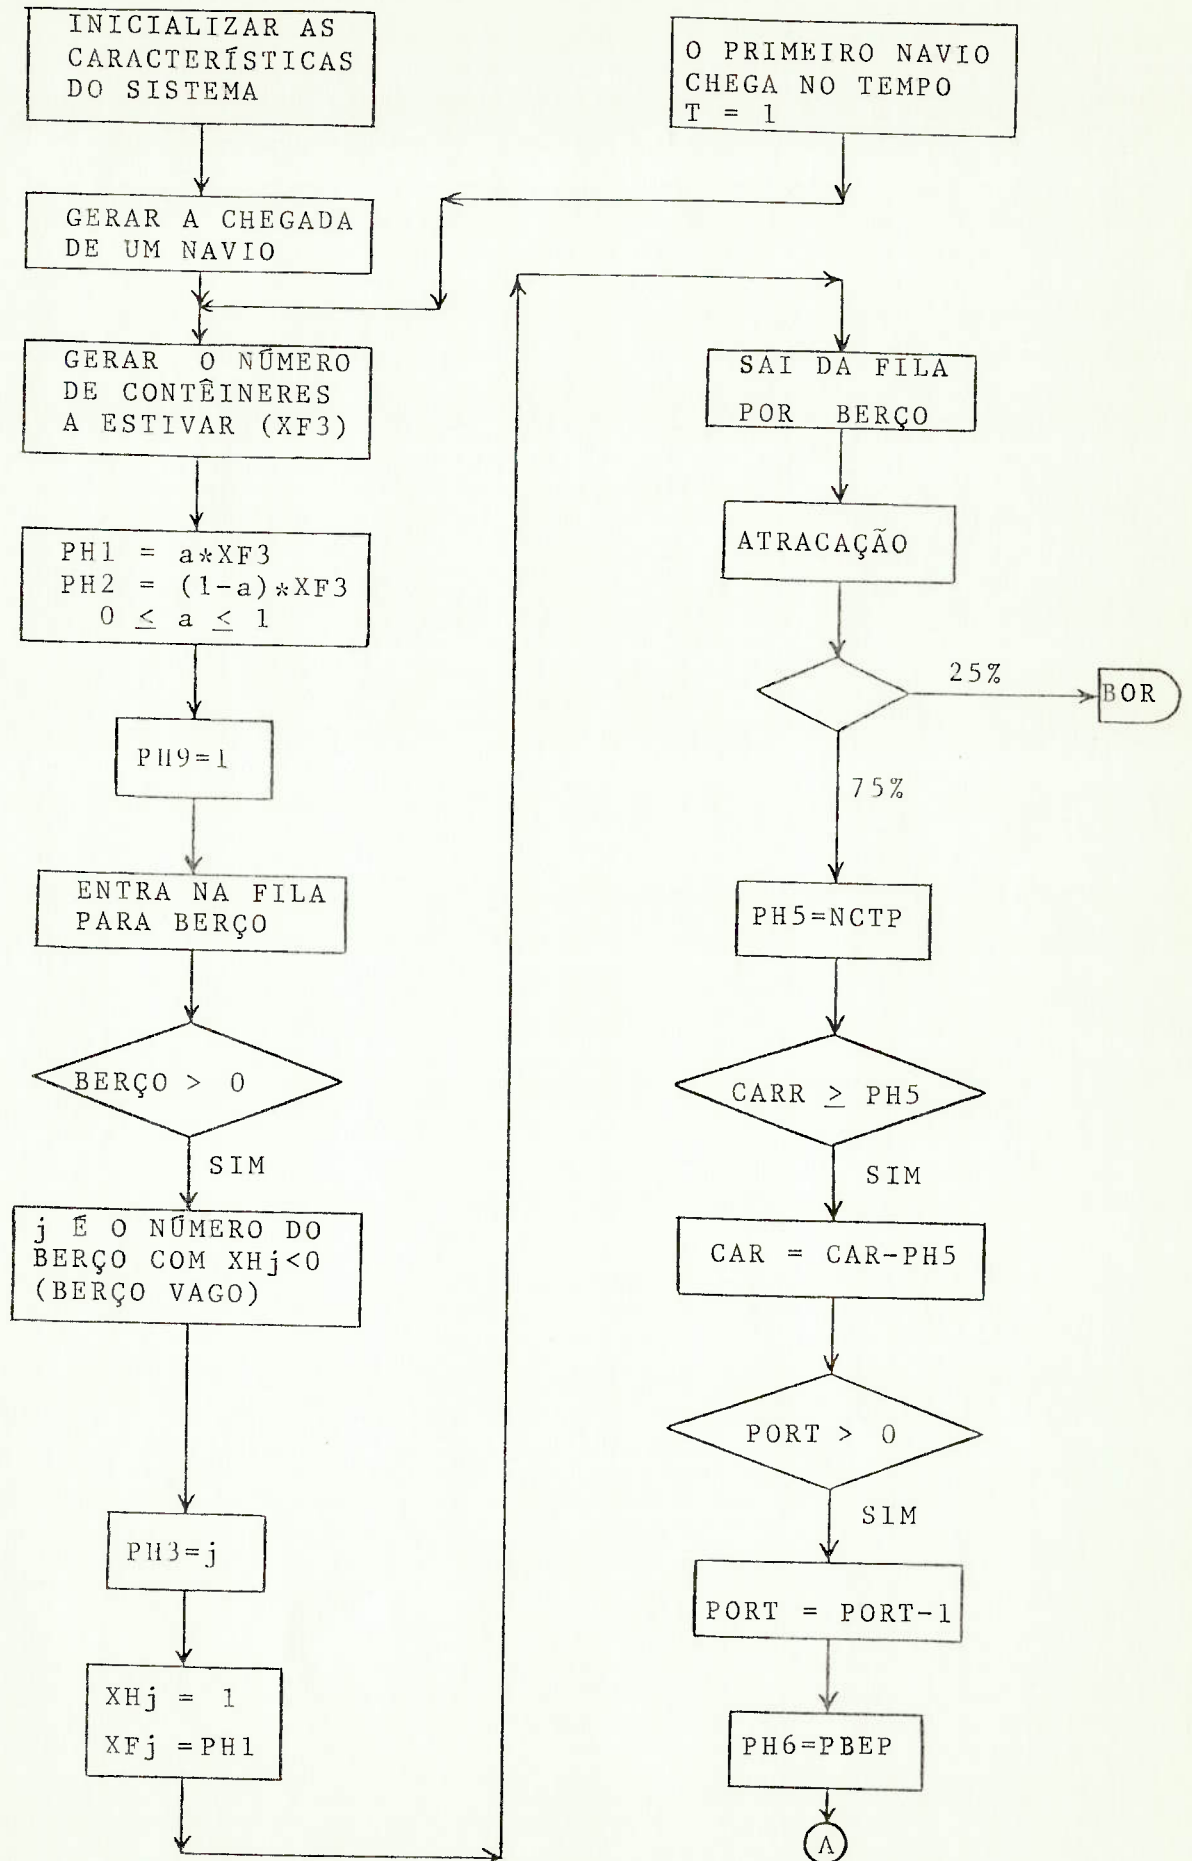 INICIALIZAR AS
CARACTERÍSTICAS
DO SISTEMA
GERAR A CHEGADA
DE UM NAVIO
O PRIMEIRO NAVIO
CHEGA NO TEMPO
T = 1
GERAR O NÚMERO
DE CONTÊINERES
A ESTIVAR (XF3)
PH1 = a*XF3
PH2 = (1-a)*XF3
0 ≤ a ≤ 1
PH9=1
ENTRA NA FILA
PARA BERÇO
BERÇO > 0
SIM
j É O NÚMERO DO
BERÇO COM XHj<0
(BERÇO VAGO)
PH3=j
XHj = 1
XFj =PH1
SAI DA FILA
POR BERÇO
ATRACAÇÃO
25%
BOR
75%
PH5=NCTP
CARR ≥ PH5
SIM
CAR = CAR-PH5
PORT > 0
SIM
PORT = PORT-1
PH6=PBEP
A